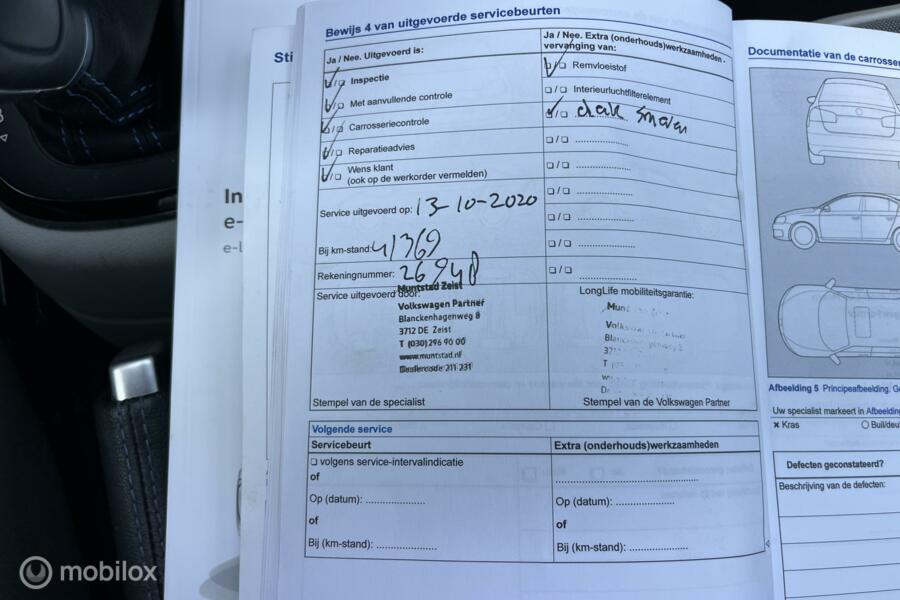 Bewijs 4 van uitgevoerde servicebeurten
Ja / Nee. Uitgevoerd is:
☐/☐ Inspectie
☐/☐ Met aanvullende controle
☐/☐ Carrosseriecontrole
☐/☐ Reparatieadvies
☐/☐ Wens klant
(ook op de werkorder vermelden)
Service uitgevoerd op: 13-10-2020
Bij km-stand: 41369
Rekeningnummer: 26948
Service uitgevoerd door:
Muntstad Zeist
Volkswagen Partner
Blanckenhagenweg 8
3712 DE Zeist
T (030) 296 90 00
www.muntstad.nl
Dealercode 211 231
Stempel van de specialist
Ja / Nee. Extra (onderhouds)werkzaamheden -
vervanging van:
☐/☐ Remvloeistof
☐/☐ Interieurluchtfilterelement
☐/☐ dak smeren
☐/☐ ....................
☐/☐ ....................
☐/☐ ....................
☐/☐ ....................
☐/☐ ....................
☐/☐ ....................
LongLife mobiliteitsgarantie:
Stempel van de Volkswagen Partner
Volgende service
Servicebeurt
☐ volgens service-intervalindicatie
of
Op (datum): ....................
of
Bij (km-stand): ....................
Extra (onderhouds)werkzaamheden
................................................
Op (datum): ....................
of
Bij (km-stand): ....................
Sti
In
e-
e-L
Documentatie van de carrosser
Afbeelding 5 Principeafbeelding. Ge
Uw specialist markeert in Afbeelding
× Kras
○ Buil/deu
Defecten geconstateerd?
Beschrijving van de defecten:
mobilox